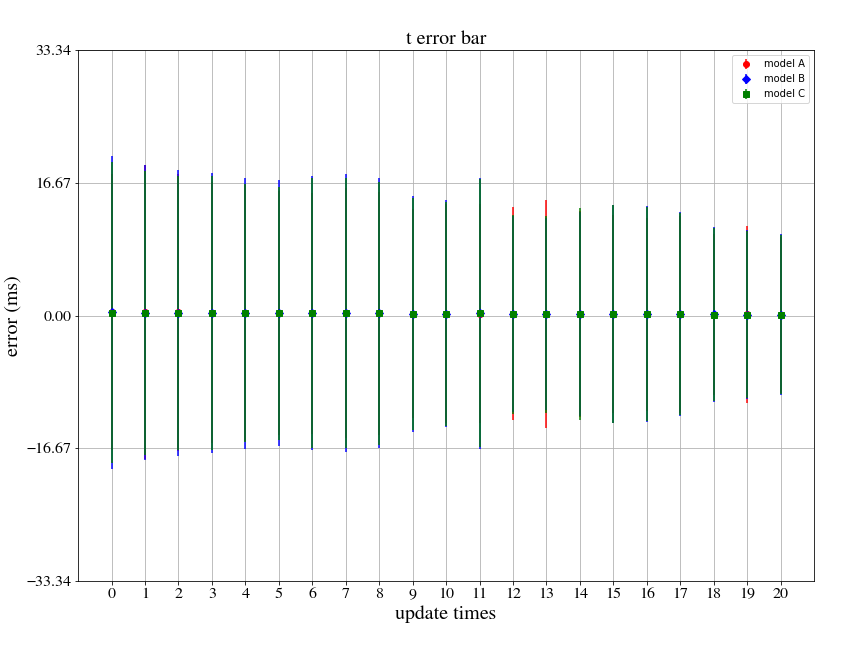 t error bar
33.34
16.67
0.00
−16.67
−33.34
error (ms)
model A
model B
model C
0 1 2 3 4 5 6 7 8 9 10 11 12 13 14 15 16 17 18 19 20
update times